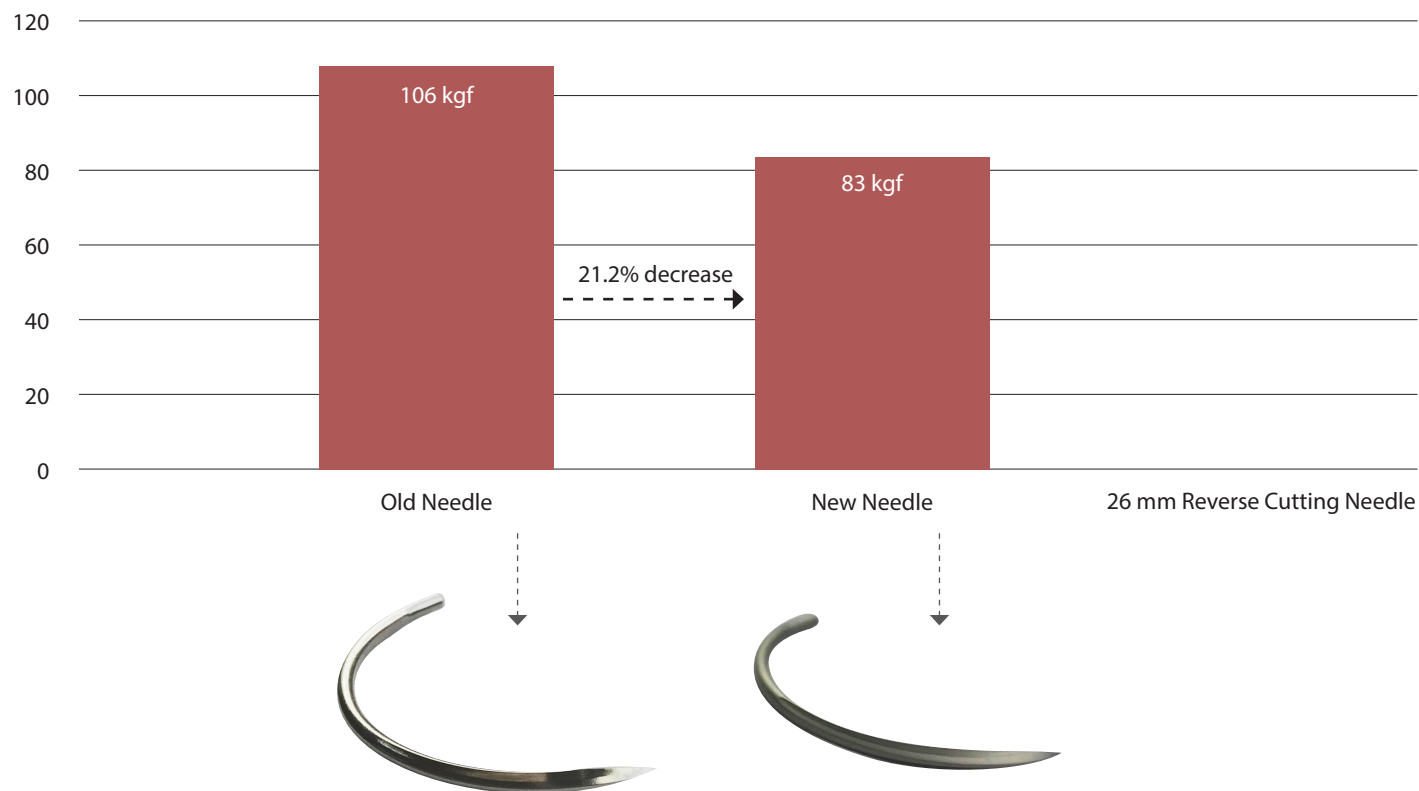 120
100
80
60
40
20
0
106 kgf
83 kgf
21.2% decrease
Old Needle
New Needle
26 mm Reverse Cutting Needle